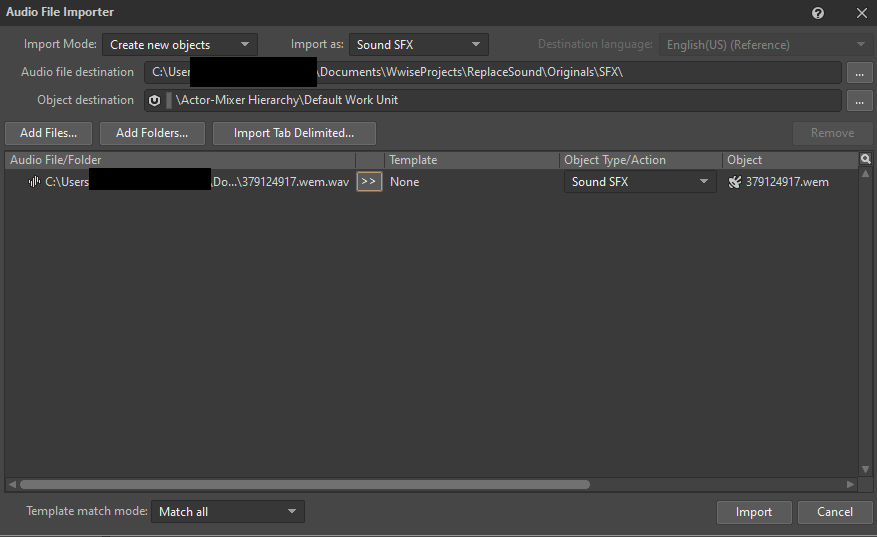 Audio File Importer
Import Mode: Create new objects Import as: Sound SFX Destination language: English(US) (Reference)
Audio file destination C:\User \Documents\WwiseProjects\ReplaceSound\Originals\SFX\ ...
Object destination \Actor-Mixer Hierarchy\Default Work Unit ...
Add Files... Add Folders... Import Tab Delimited... Remove
Audio File/Folder Template Object Type/Action Object
C:\Users \Do...\379124917.wem.wav >> None Sound SFX 379124917.wem
Template match mode: Match all Import Cancel